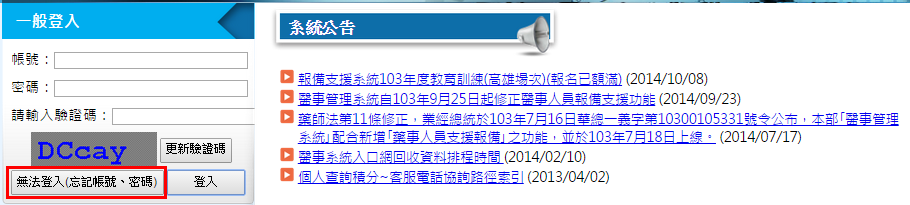 一般登入
帳號：
密碼：
請輸入驗證碼：
DCcay
更新驗證碼
無法登入(忘記帳號、密碼)
登入
系統公告
報備支援系統103年度教育訓練(高雄場次)(報名已額滿) (2014/10/08)
醫事管理系統自103年9月25日起修正醫事人員報備支援功能 (2014/09/23)
藥師法第11條修正，業經總統於103年7月16日華總一義字第10300105331號令公布，本部｢醫事管理
系統｣配合新增｢藥事人員支援報備｣之功能，並於103年7月18日上線。 (2014/07/17)
醫事系統入口網回收資料排程時間 (2014/02/10)
個人查詢積分~客服電話協詢路徑索引 (2013/04/02)